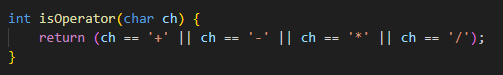 int isOperator(char ch) {
    return (ch == '+' || ch == '-' || ch == '*' || ch == '/');
}